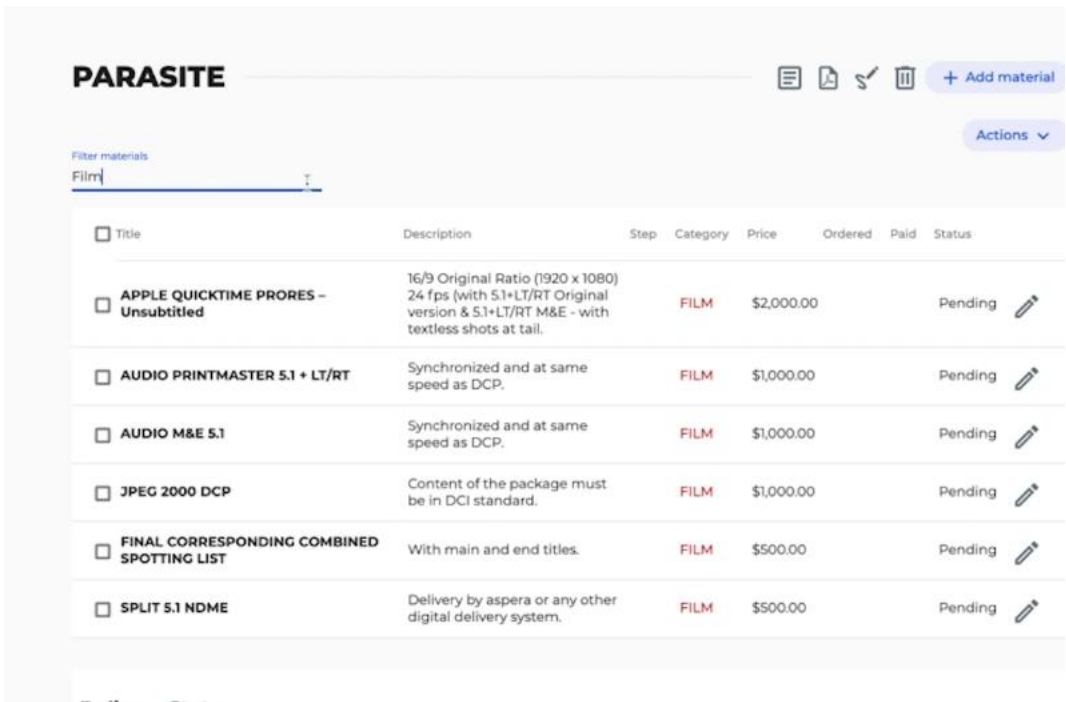 PARASITE
+ Add material
Actions
Filter materials
Film
Title Description Step Category Price Ordered Paid Status
APPLE QUICKTIME PRORES –
Unsubtitled
16/9 Original Ratio (1920 x 1080)
24 fps (with 5.1+LT/RT Original
version & 5.1+LT/RT M&E - with
textless shots at tail.
FILM $2,000.00 Pending
AUDIO PRINTMASTER 5.1 + LT/RT
Synchronized and at same
speed as DCP.
FILM $1,000.00 Pending
AUDIO M&E 5.1
Synchronized and at same
speed as DCP.
FILM $1,000.00 Pending
JPEG 2000 DCP
Content of the package must
be in DCI standard.
FILM $1,000.00 Pending
FINAL CORRESPONDING COMBINED
SPOTTING LIST
With main and end titles.
FILM $500.00 Pending
SPLIT 5.1 NDME
Delivery by aspera or any other
digital delivery system.
FILM $500.00 Pending